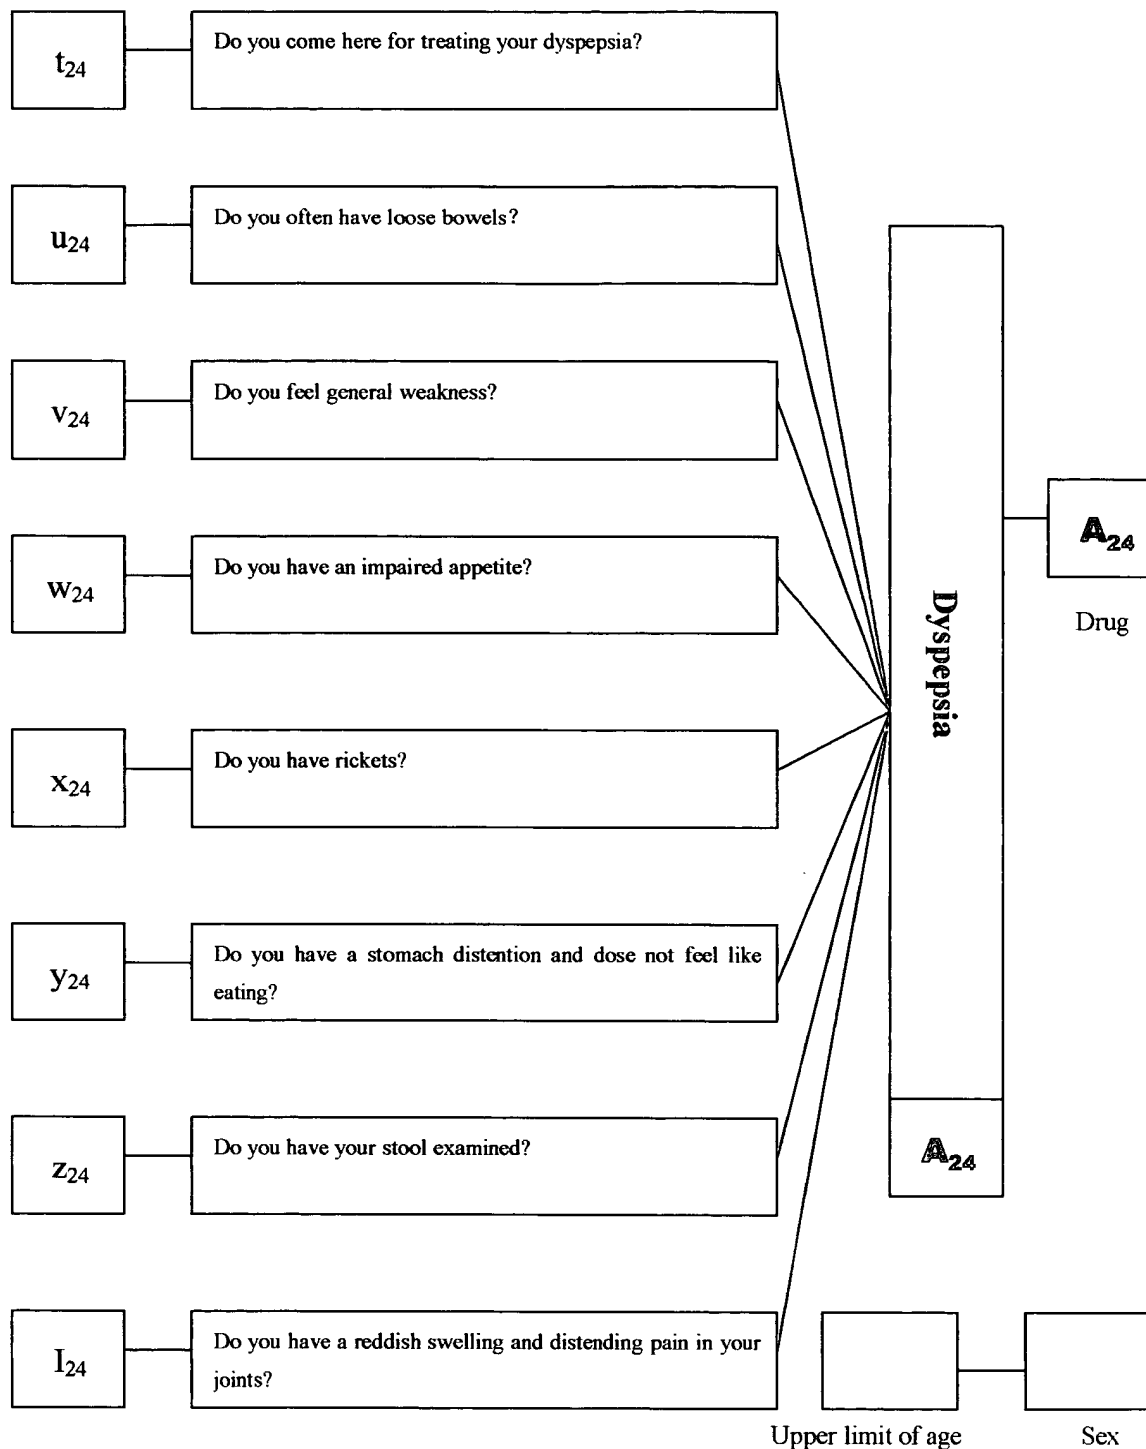 t24
Do you come here for treating your dyspepsia?
u24
Do you often have loose bowels?
v24
Do you feel general weakness?
w24
Do you have an impaired appetite?
x24
Do you have rickets?
y24
Do you have a stomach distention and dose not feel like
eating?
z24
Do you have your stool examined?
I24
Do you have a reddish swelling and distending pain in your
joints?
Dyspepsia
A24
A24
Drug
Upper limit of age
Sex